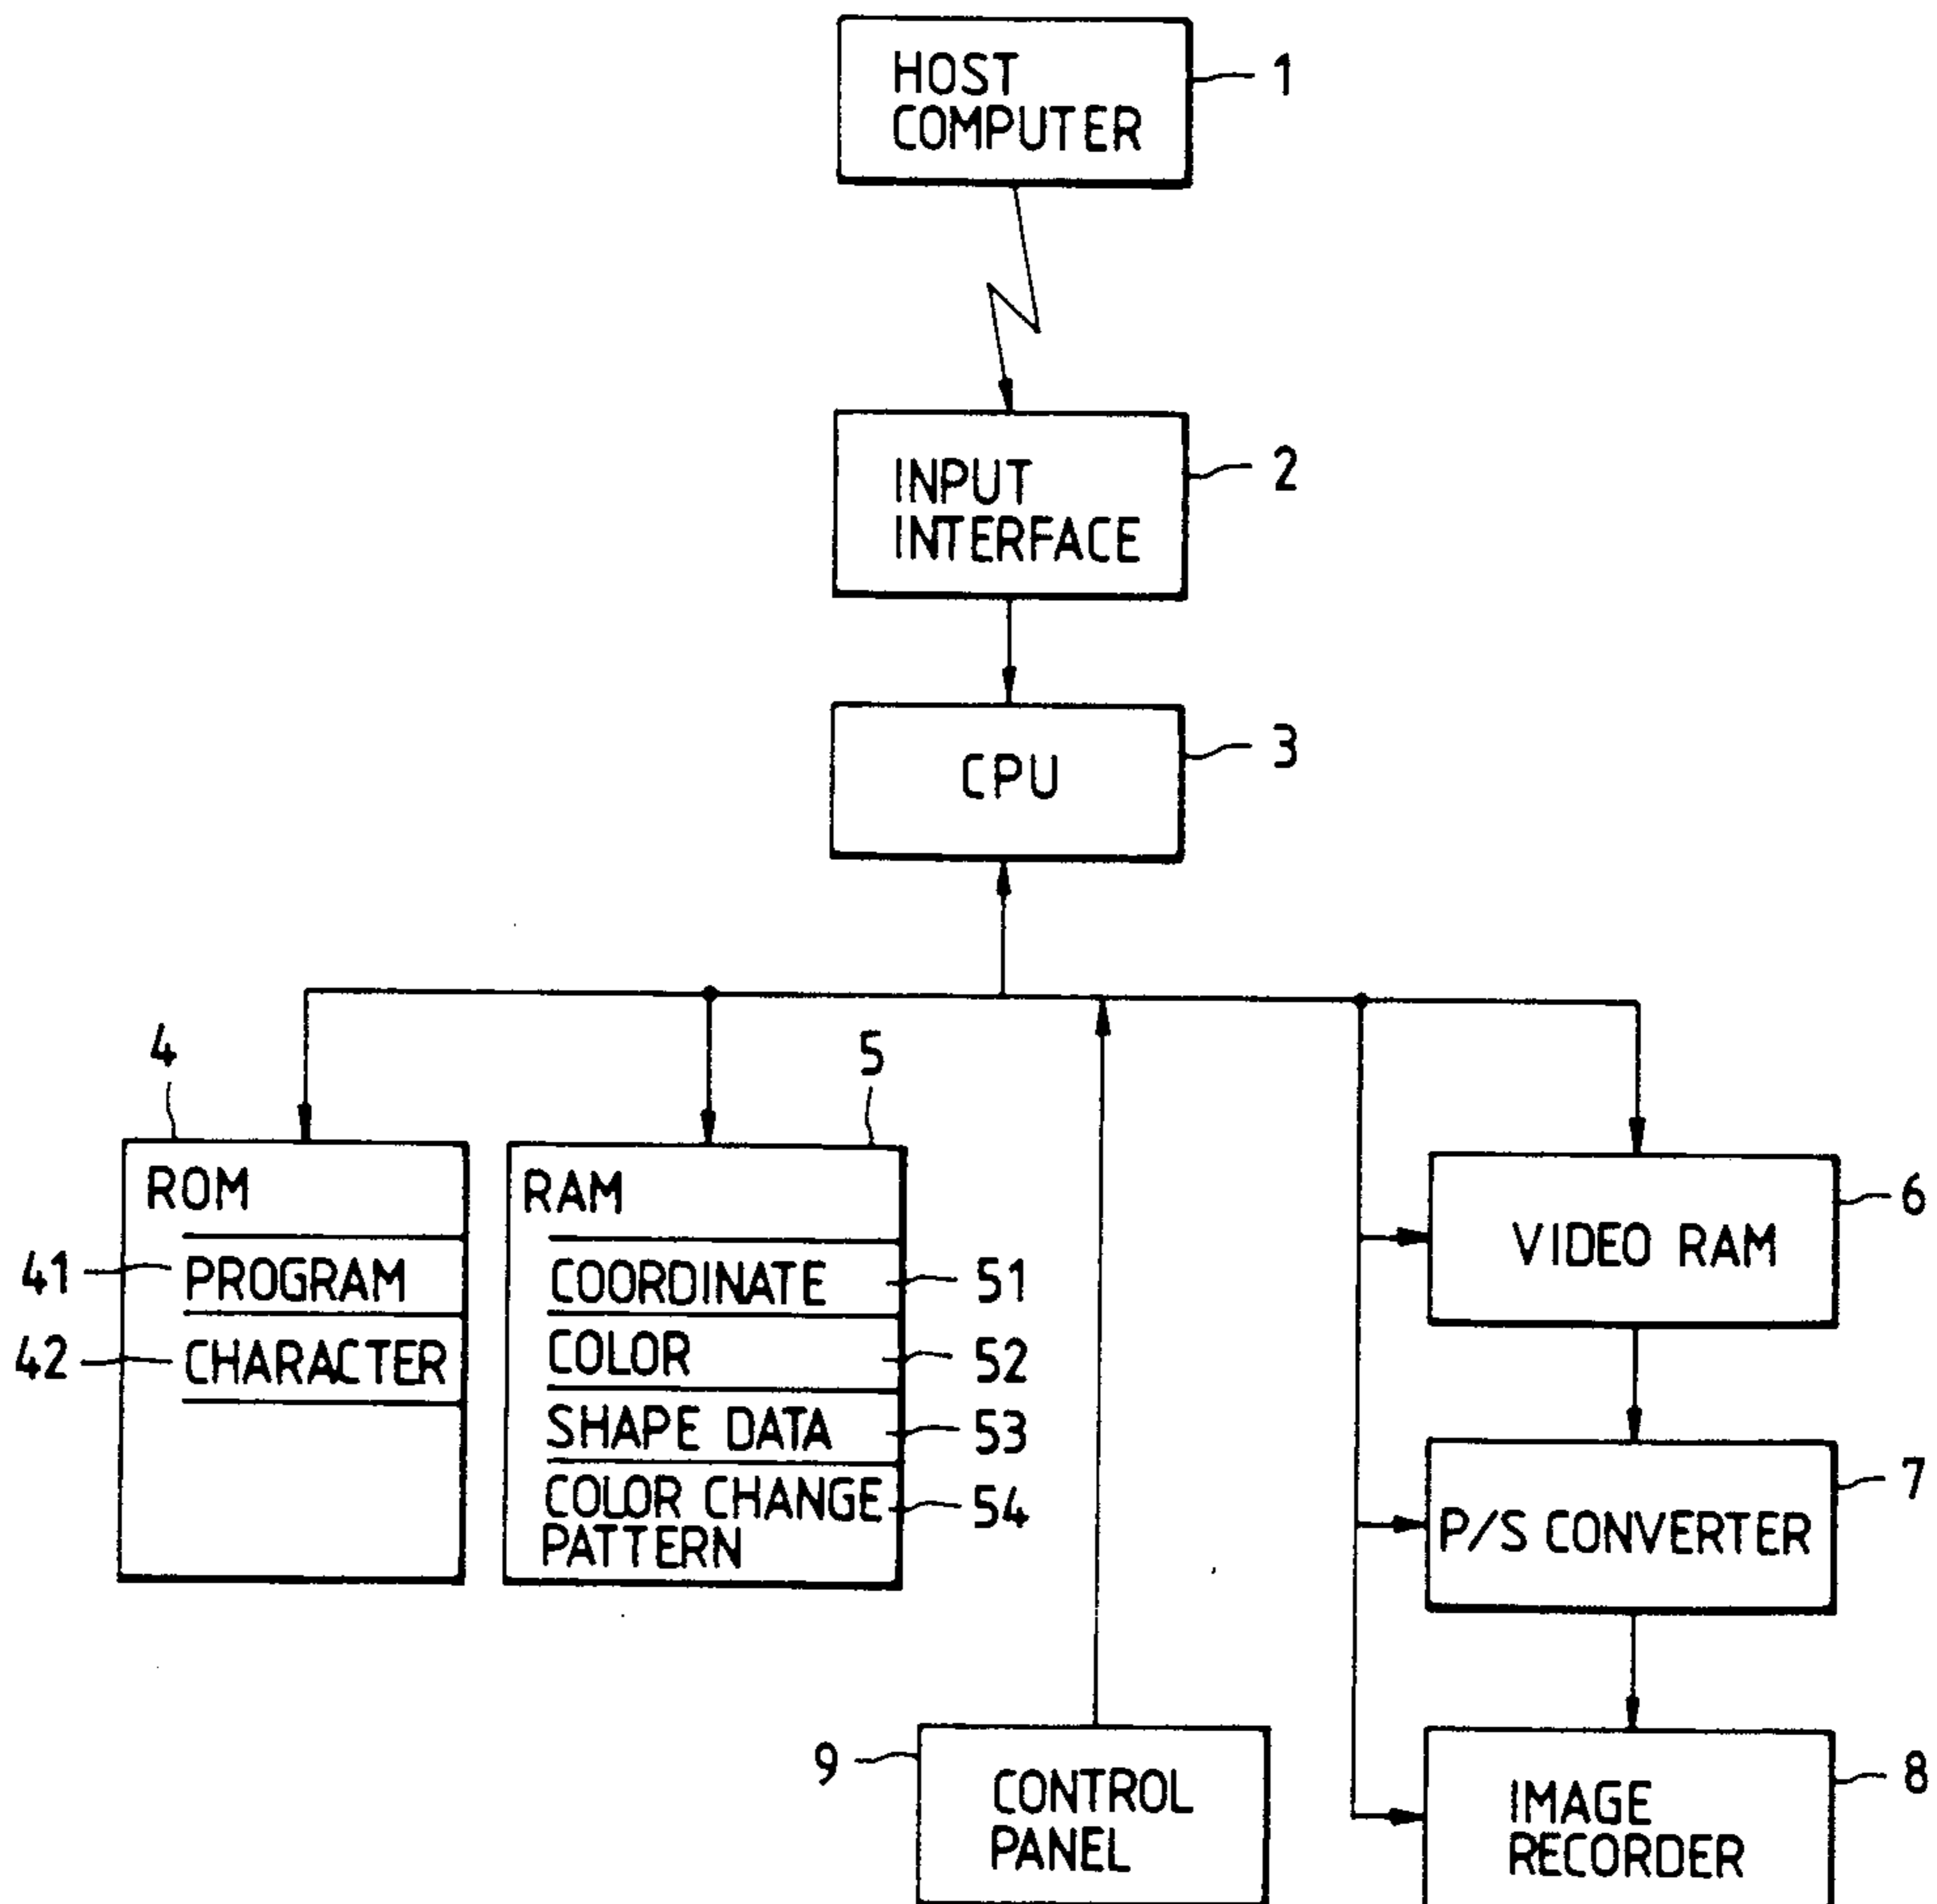 HOST
COMPUTER
1
INPUT
INTERFACE
2
CPU
3
4
ROM
41
PROGRAM
42
CHARACTER
5
RAM
COORDINATE
51
COLOR
52
SHAPE DATA
53
COLOR CHANGE
PATTERN
54
VIDEO RAM
6
P/S CONVERTER
7
IMAGE
RECORDER
8
9
CONTROL
PANEL